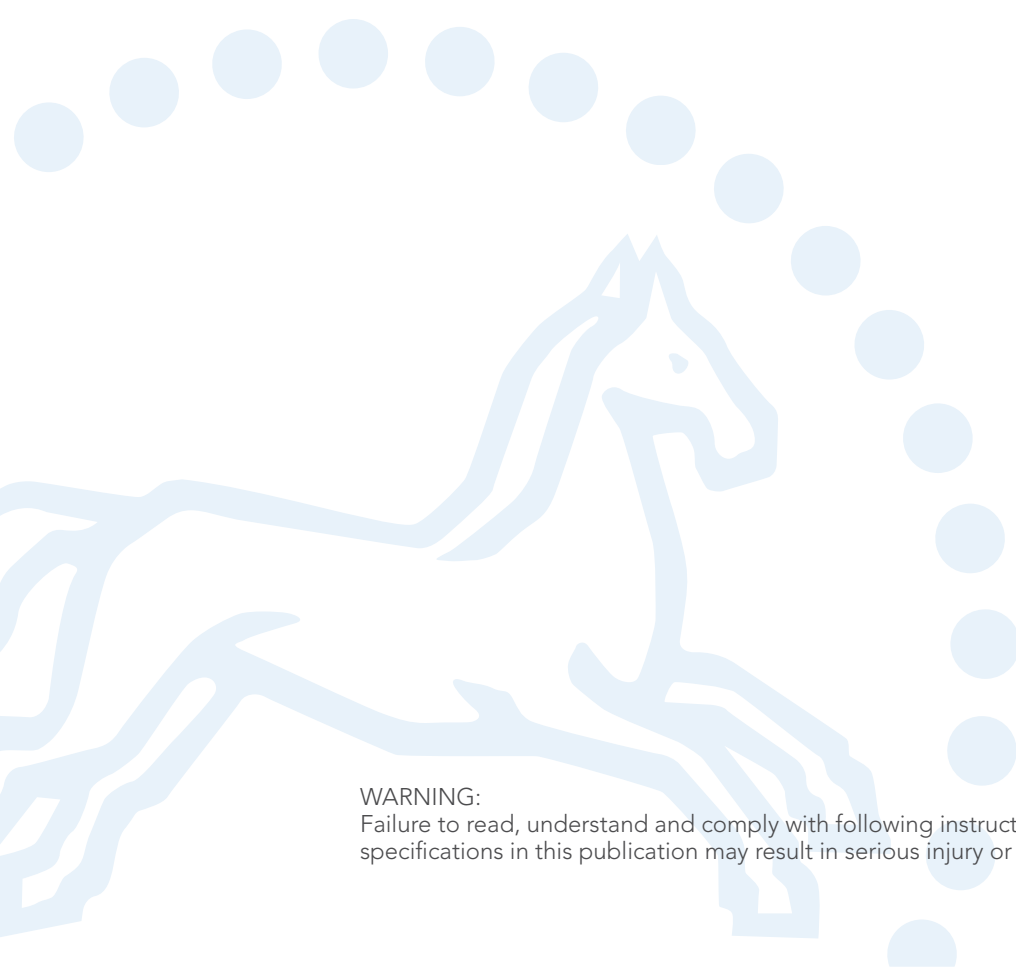 WARNING:
Failure to read, understand and comply with following instruct
specifications in this publication may result in serious injury or